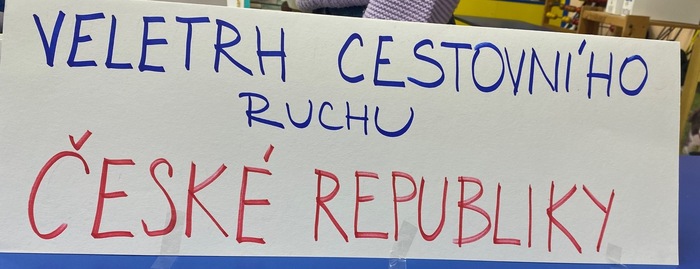 VELETRH CESTOVNÍHO
RUCHU
ČESKÉ REPUBLIKY